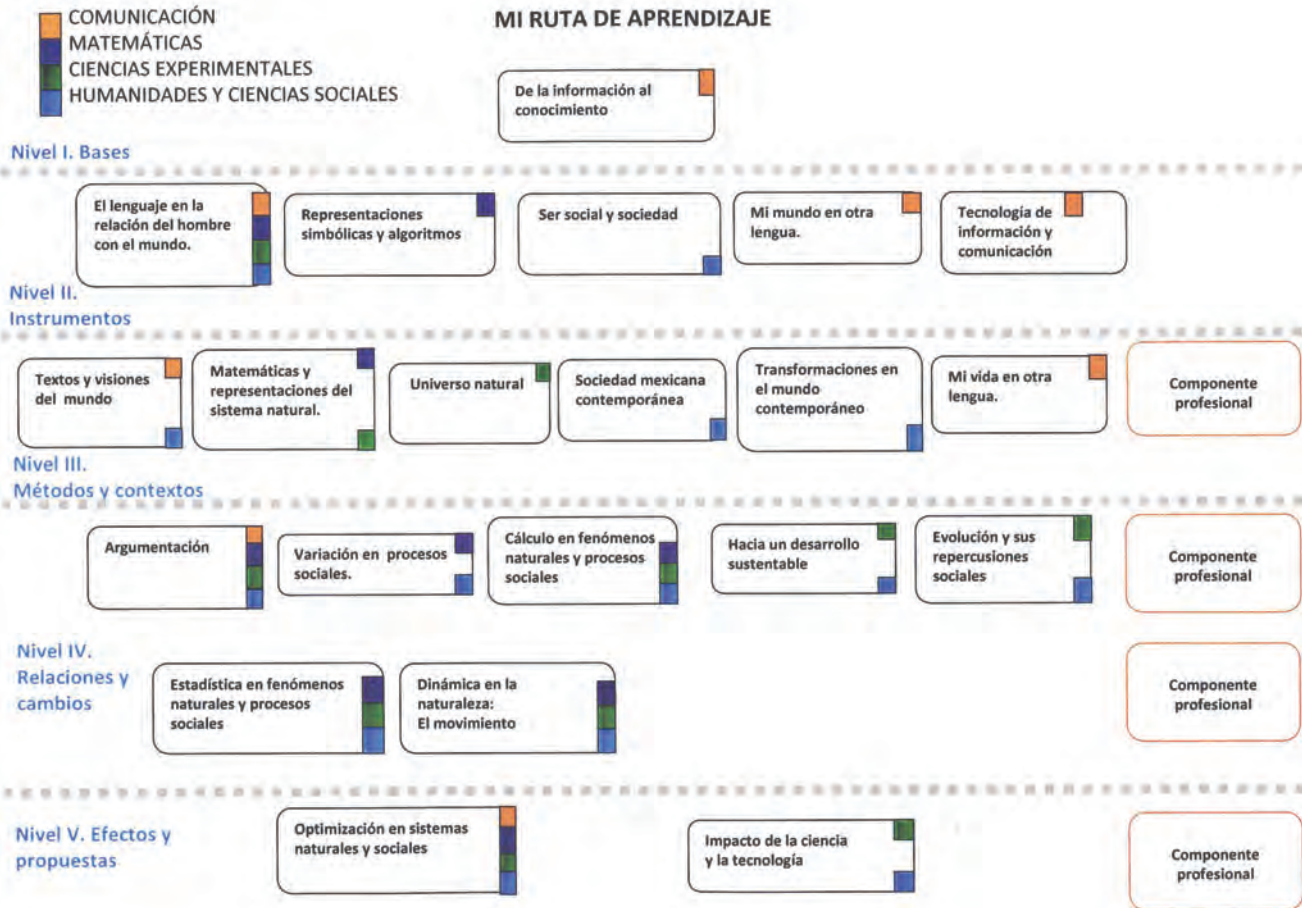 MI RUTA DE APRENDIZAJE
COMUNICACIÓN
MATEMÁTICAS
CIENCIAS EXPERIMENTALES
HUMANIDADES Y CIENCIAS SOCIALES
De la información al
conocimiento
Nivel I. Bases
El lenguaje en la
relación del hombre
con el mundo.
Representaciones
simbólicas y algoritmos
Ser social y sociedad
Mi mundo en otra
lengua.
Tecnología de
información y
comunicación
Nivel II.
Instrumentos
Textos y visiones
del mundo
Matemáticas y
representaciones del
sistema natural.
Universo natural
Sociedad mexicana
contemporánea
Transformaciones en
el mundo
contemporáneo
Mi vida en otra
lengua.
Componente
profesional
Nivel III.
Métodos y contextos
Argumentación
Variación en procesos
sociales.
Cálculo en fenómenos
naturales y procesos
sociales
Hacia un desarrollo
sustentable
Evolución y sus
repercusiones
sociales
Componente
profesional
Nivel IV.
Relaciones y
cambios
Estadística en fenómenos
naturales y procesos
sociales
Dinámica en la
naturaleza:
El movimiento
Componente
profesional
Nivel V. Efectos y
propuestas
Optimización en sistemas
naturales y sociales
Impacto de la ciencia
y la tecnología
Componente
profesional